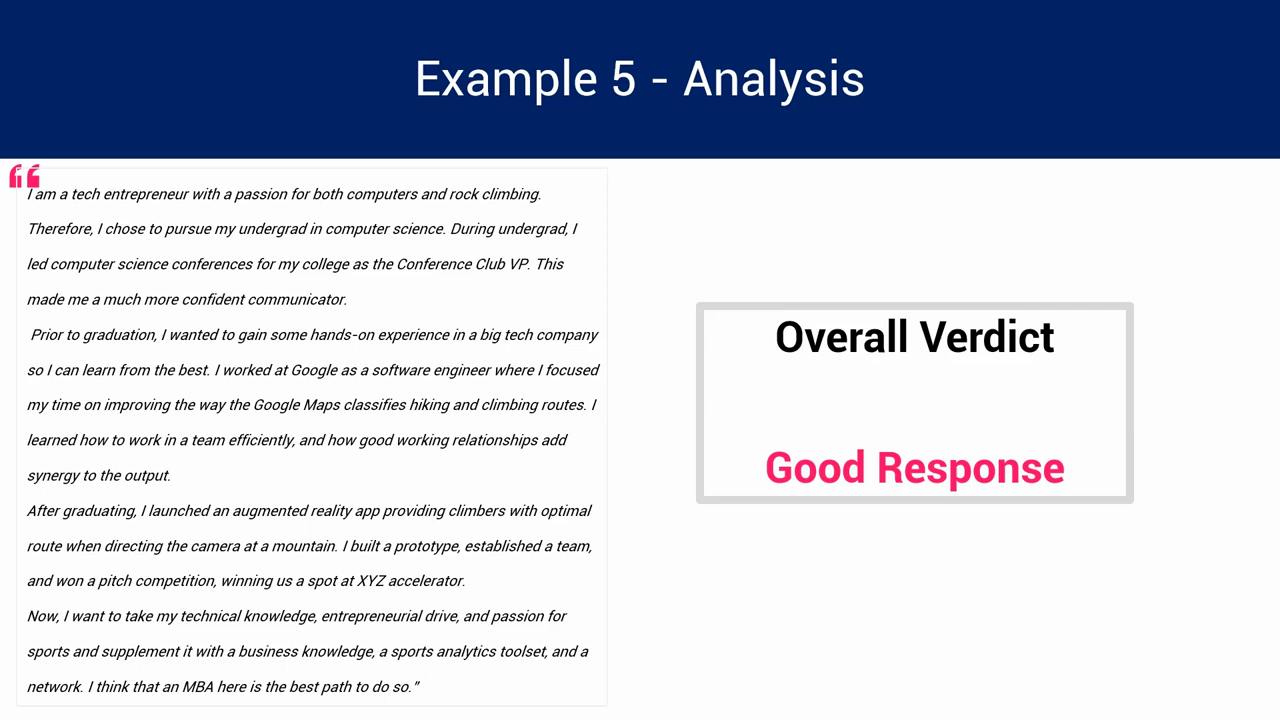 Example 5 - Analysis
“
I am a tech entrepreneur with a passion for both computers and rock climbing.
Therefore, I chose to pursue my undergrad in computer science. During undergrad, I
led computer science conferences for my college as the Conference Club VP. This
made me a much more confident communicator.
Prior to graduation, I wanted to gain some hands-on experience in a big tech company
so I can learn from the best. I worked at Google as a software engineer where I focused
my time on improving the way the Google Maps classifies hiking and climbing routes. I
learned how to work in a team efficiently, and how good working relationships add
synergy to the output.
After graduating, I launched an augmented reality app providing climbers with optimal
route when directing the camera at a mountain. I built a prototype, established a team,
and won a pitch competition, winning us a spot at XYZ accelerator.
Now, I want to take my technical knowledge, entrepreneurial drive, and passion for
sports and supplement it with a business knowledge, a sports analytics toolset, and a
network. I think that an MBA here is the best path to do so.”
Overall Verdict
Good Response